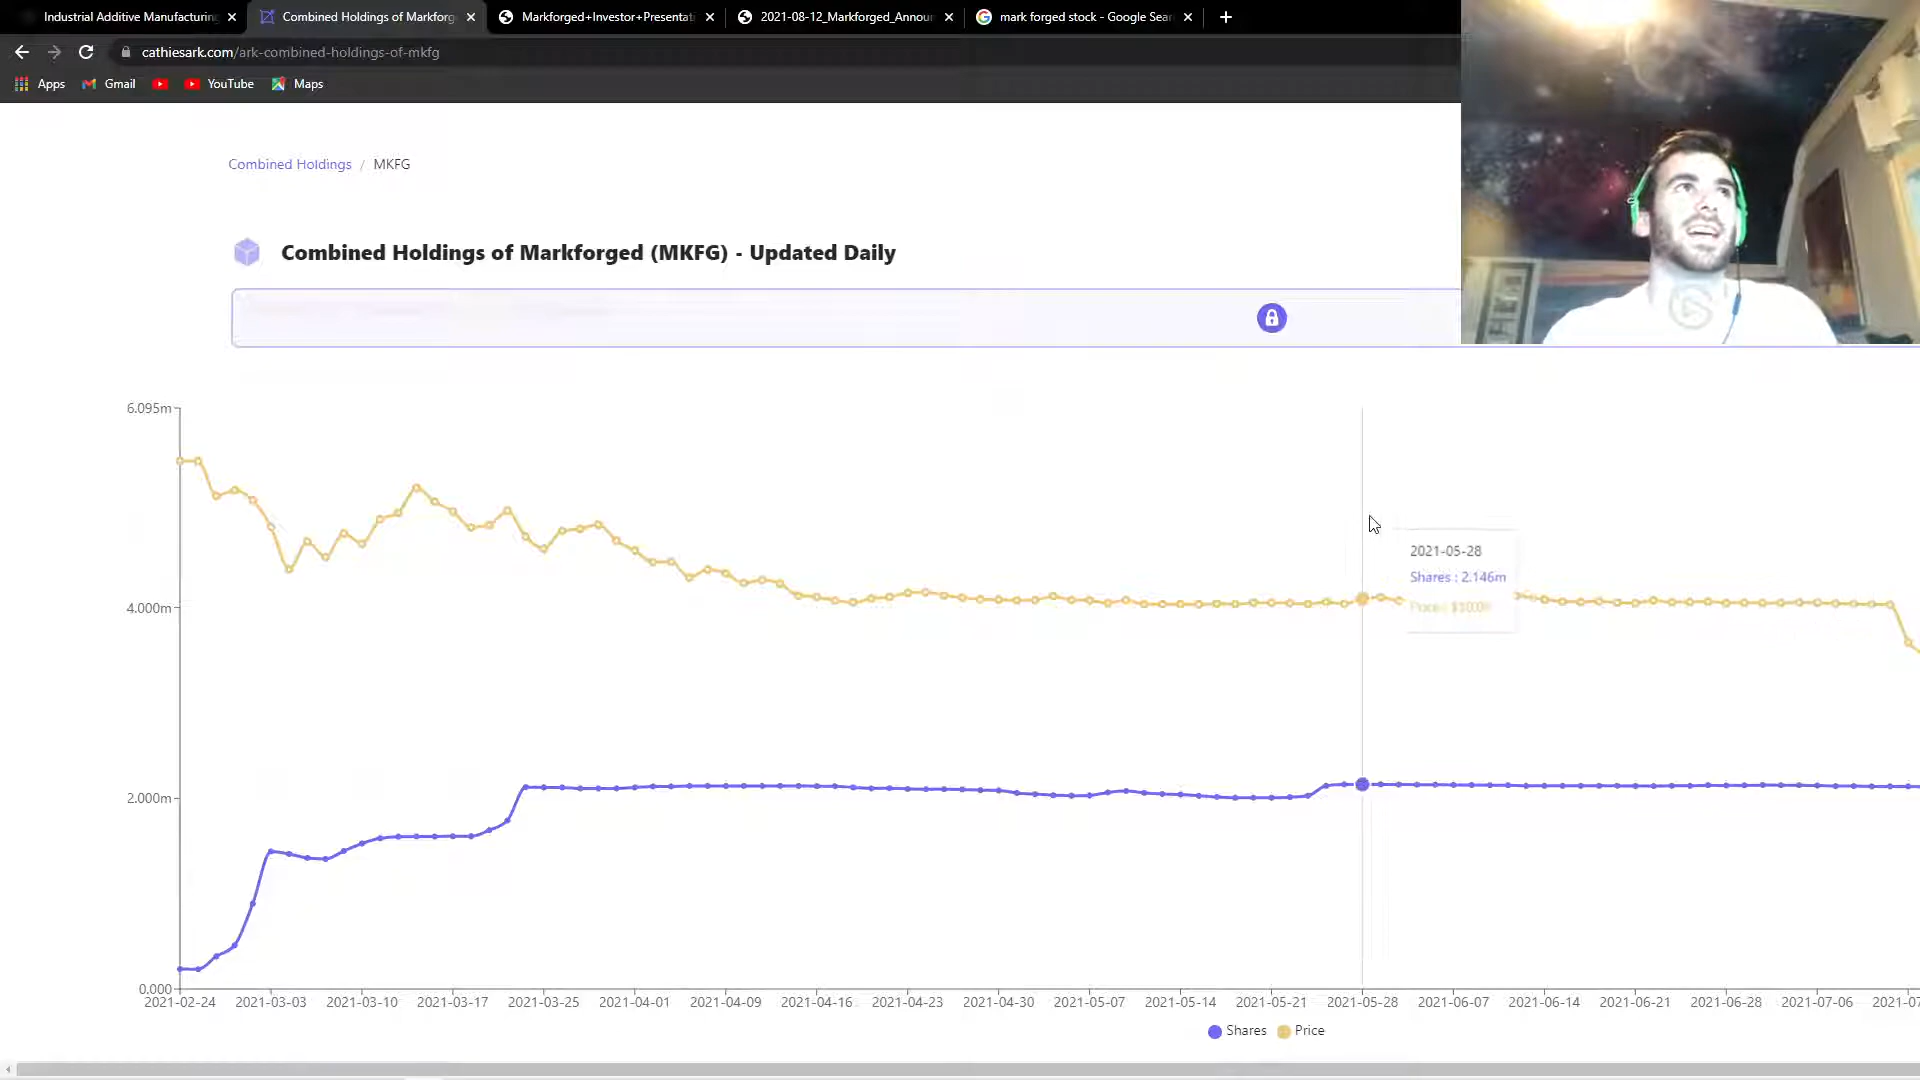 Industrial Additive Manufacturing
Combined Holdings of Markforg
Markforged+Investor+Presentati
2021-08-12_Markforged_Annou
mark forged stock - Google Sear
cathiesark.com/ark-combined-holdings-of-mkfg
Apps
Gmail
YouTube
Maps
Combined Holdings / MKFG
Combined Holdings of Markforged (MKFG) - Updated Daily
6.095m
4.000m
2.000m
0.000
2021-05-28
Shares : 2.146m
2021-02-24 2021-03-03 2021-03-10 2021-03-17 2021-03-25 2021-04-01 2021-04-09 2021-04-16 2021-04-23 2021-04-30 2021-05-07 2021-05-14 2021-05-21 2021-05-28 2021-06-07 2021-06-14 2021-06-21 2021-06-28 2021-07-06 2021-07
Shares Price